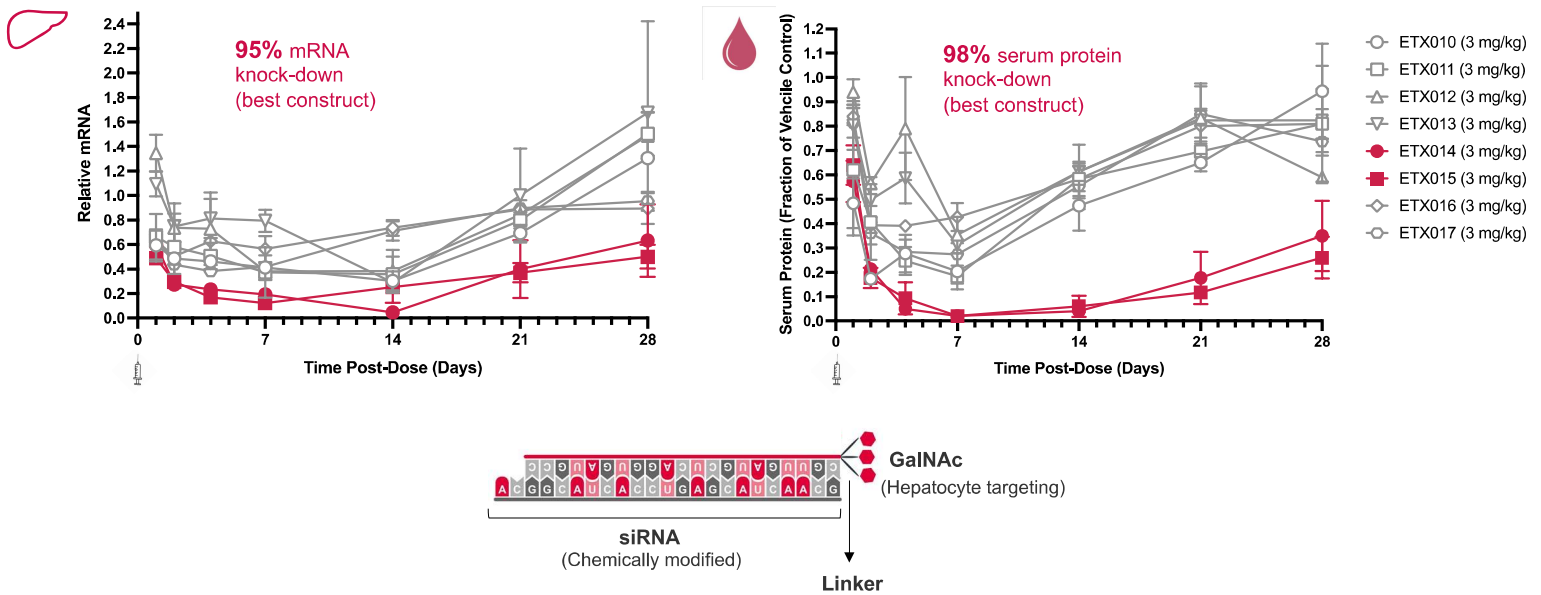 2.4
2.2
2.0
1.8
1.6
1.4
1.2
1.0
0.8
0.6
0.4
0.2
0.0
Relative mRNA
95% mRNA
knock-down
(best construct)
0 7 14 21 28
Time Post-Dose (Days)
1.2
1.1
1.0
0.9
0.8
0.7
0.6
0.5
0.4
0.3
0.2
0.1
0.0
Serum Protein (Fraction of Vehcile Control)
98% serum protein
knock-down
(best construct)
0 7 14 21 28
Time Post-Dose (Days)
ETX010 (3 mg/kg)
ETX011 (3 mg/kg)
ETX012 (3 mg/kg)
ETX013 (3 mg/kg)
ETX014 (3 mg/kg)
ETX015 (3 mg/kg)
ETX016 (3 mg/kg)
ETX017 (3 mg/kg)
C C G U A G U G G A C U C G U A G U U G C
A C G G C A U C A C C U G A G C A U C A A C G
GalNAc
(Hepatocyte targeting)
siRNA
(Chemically modified)
Linker